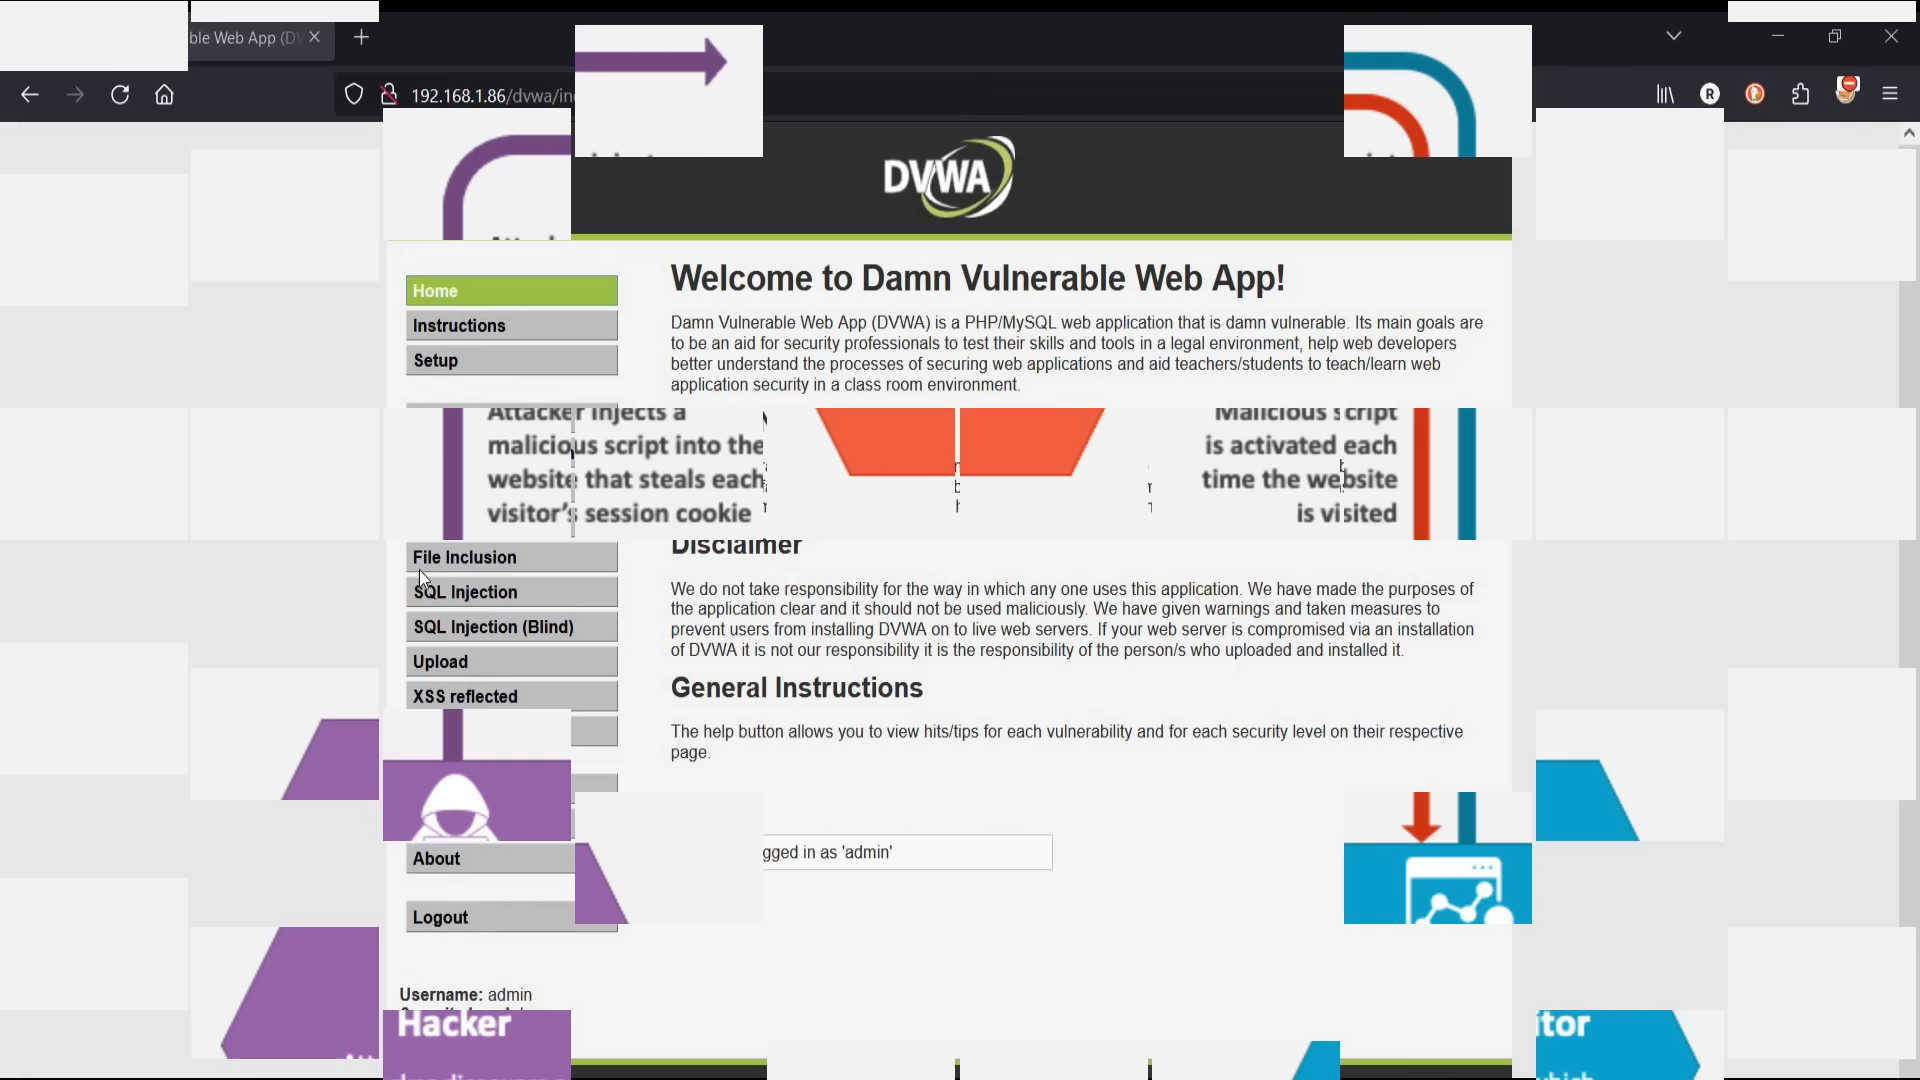 ble Web App (DV
192.168.1.86/dvwa/in
DVWA
Welcome to Damn Vulnerable Web App!
Home
Instructions
Setup
Damn Vulnerable Web App (DVWA) is a PHP/MySQL web application that is damn vulnerable. Its main goals are
to be an aid for security professionals to test their skills and tools in a legal environment, help web developers
better understand the processes of securing web applications and aid teachers/students to teach/learn web
application security in a class room environment.
Attacker injects a
malicious script into the
website that steals each
visitor's session cookie
Malicious script
is activated each
time the website
is visited
File Inclusion
SQL Injection
SQL Injection (Blind)
Upload
XSS reflected
Disclaimer
We do not take responsibility for the way in which any one uses this application. We have made the purposes of
the application clear and it should not be used maliciously. We have given warnings and taken measures to
prevent users from installing DVWA on to live web servers. If your web server is compromised via an installation
of DVWA it is not our responsibility it is the responsibility of the person/s who uploaded and installed it.
General Instructions
The help button allows you to view hits/tips for each vulnerability and for each security level on their respective
page.
gged in as 'admin'
About
Logout
Username: admin
Hacker
itor